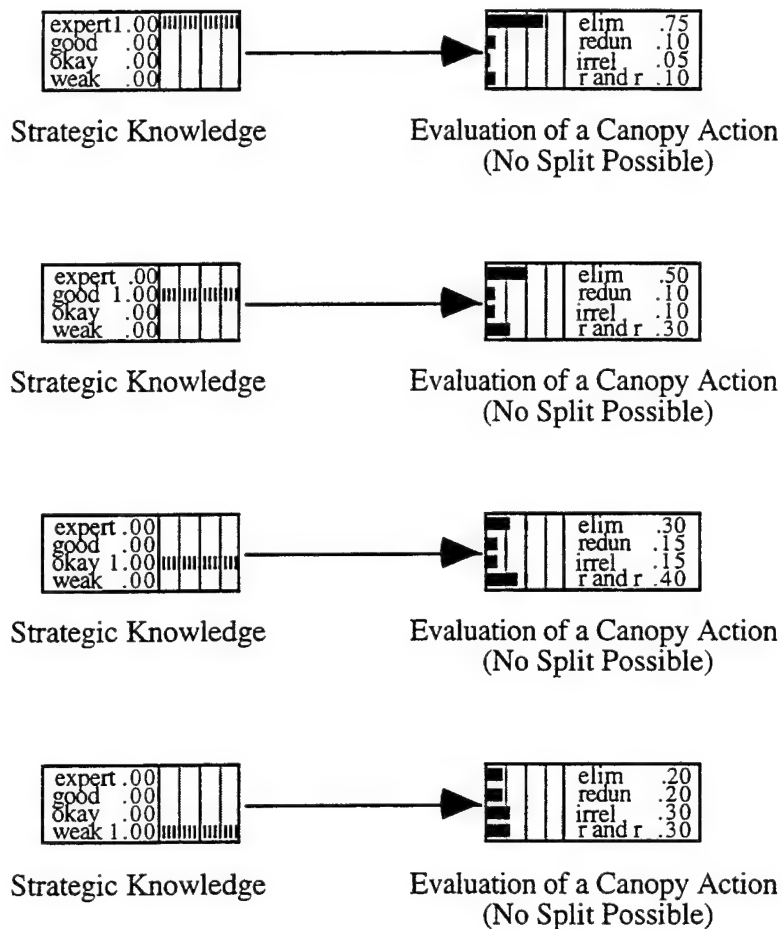 expert 1.00
good .00
okay .00
weak .00
elim .75
redun .10
irrel .05
r and r .10
Strategic Knowledge
Evaluation of a Canopy Action
(No Split Possible)
expert .00
good 1.00
okay .00
weak .00
elim .50
redun .10
irrel .10
r and r .30
Strategic Knowledge
Evaluation of a Canopy Action
(No Split Possible)
expert .00
good .00
okay 1.00
weak .00
elim .30
redun .15
irrel .15
r and r .40
Strategic Knowledge
Evaluation of a Canopy Action
(No Split Possible)
expert .00
good .00
okay .00
weak 1.00
elim .20
redun .20
irrel .30
r and r .30
Strategic Knowledge
Evaluation of a Canopy Action
(No Split Possible)